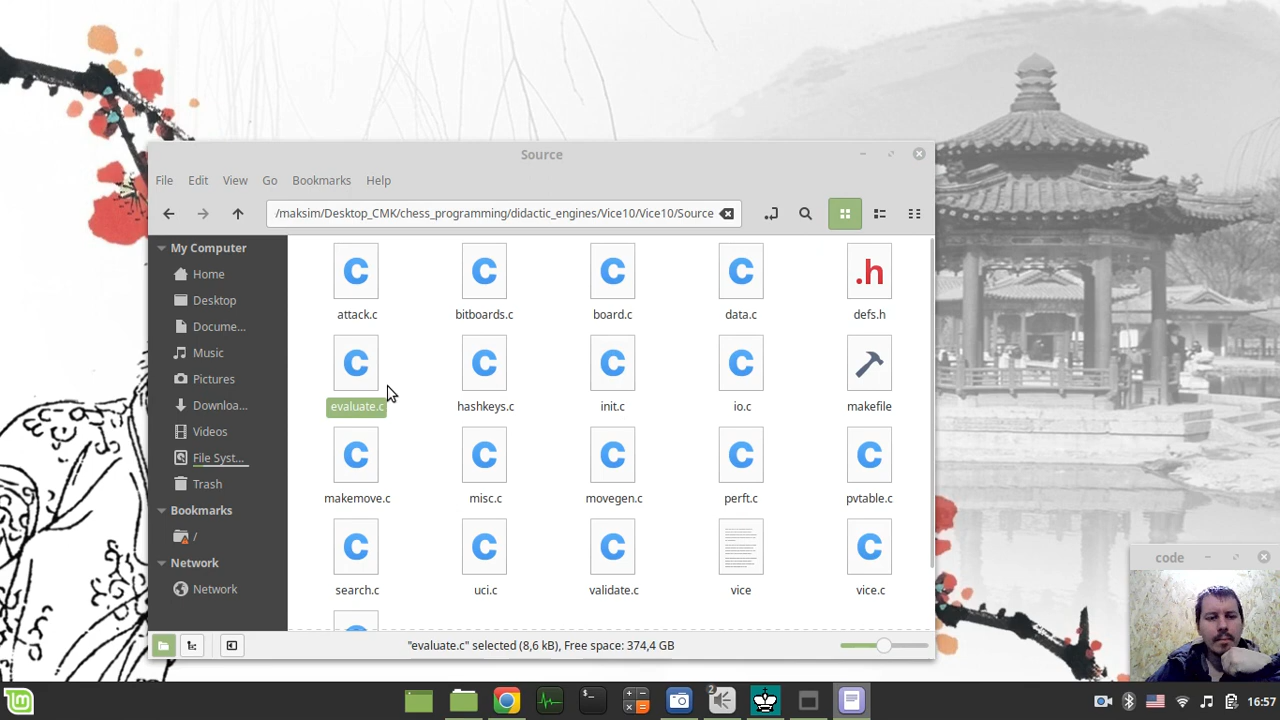 Source
File Edit View Go Bookmarks Help
/maksim/Desktop_CMK/chess_programming/didactic_engines/Vice10/Vice10/Source
My Computer
Home
Desktop
Docume...
Music
Pictures
Downloa...
Videos
File Syst...
Trash
Bookmarks
/
Network
Network
C C C C .h
attack.c bitboards.c board.c data.c defs.h
C C C C
evaluate.c hashkeys.c init.c io.c makefile
C C C C C
makemove.c misc.c movegen.c perft.c pvtable.c
C C C C
search.c uci.c validate.c vice vice.c
"evaluate.c" selected (8,6 kB), Free space: 374,4 GB
code
2
16:57